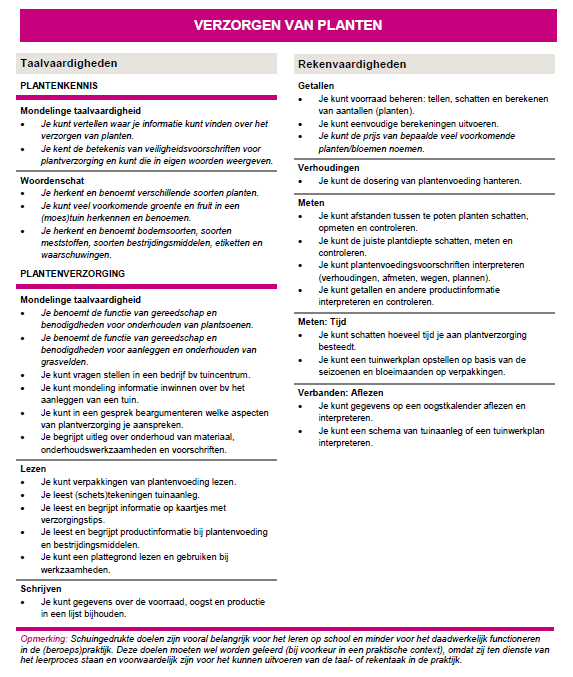 VERZORGEN VAN PLANTEN
Taalvaardigheden
PLANTENKENNIS
Mondelinge taalvaardigheid
• Je kunt vertellen waar je informatie kunt vinden over het
verzorgen van planten.
• Je kent de betekenis van veiligheidsvoorschriften voor
plantverzorging en kunt die in eigen woorden weergeven.
Woordenschat
• Je herkent en benoemt verschillende soorten planten.
• Je kunt veel voorkomende groente en fruit in een
(moes)tuin herkennen en benoemen.
• Je herkent en benoemt bodemsoorten, soorten
meststoffen, soorten bestrijdingsmiddelen, etiketten en
waarschuwingen.
PLANTENVERZORGING
Mondelinge taalvaardigheid
• Je benoemt de functie van gereedschap en
benodigdheden voor onderhouden van plantsoenen.
• Je benoemt de functie van gereedschap en
benodigdheden voor aanleggen en onderhouden van
grasvelden.
• Je kunt vragen stellen in een bedrijf bv tuincentrum.
• Je kunt mondeling informatie inwinnen over bv het
aanleggen van een tuin.
• Je kunt in een gesprek beargumenteren welke aspecten
van plantverzorging je aanspreken.
• Je begrijpt uitleg over onderhoud van materiaal,
onderhoudswerkzaamheden en voorschriften.
Lezen
• Je kunt verpakkingen van plantenvoeding lezen.
• Je leest (schets)tekeningen tuinaanleg.
• Je leest en begrijpt informatie op kaartjes met
verzorgingstips.
• Je leest en begrijpt productinformatie bij plantenvoeding
en bestrijdingsmiddelen.
• Je kunt een plattegrond lezen en gebruiken bij
werkzaamheden.
Schrijven
• Je kunt gegevens over de voorraad, oogst en productie
in een lijst bijhouden.
Rekenvaardigheden
Getallen
• Je kunt voorraad beheren: tellen, schatten en berekenen
van aantallen (planten).
• Je kunt eenvoudige berekeningen uitvoeren.
• Je kunt de prijs van bepaalde veel voorkomende
planten/bloemen noemen.
Verhoudingen
• Je kunt de dosering van plantenvoeding hanteren.
Meten
• Je kunt afstanden tussen te poten planten schatten,
opmeten en controleren.
• Je kunt de juiste plantdiepte schatten, meten en
controleren.
• Je kunt plantenvoedingsvoorschriften interpreteren
(verhoudingen, afmeten, wegen, plannen).
• Je kunt getallen en andere productinformatie
interpreteren en controleren.
Meten: Tijd
• Je kunt schatten hoeveel tijd je aan plantverzorging
besteedt.
• Je kunt een tuinwerkplan opstellen op basis van de
seizoenen en bloeimaanden op verpakkingen.
Verbanden: Aflezen
• Je kunt gegevens op een oogstkalender aflezen en
interpreteren.
• Je kunt een schema van tuinaanleg of een tuinwerkplan
interpreteren.
Opmerking: Schuingedrukte doelen zijn vooral belangrijk voor het leren op school en minder voor het daadwerkelijk functioneren
in de (beroeps)praktijk. Deze doelen moeten wel worden geleerd (bij voorkeur in een praktische context), omdat zij ten dienste van
het leerproces staan en voorwaardelijk zijn voor het kunnen uitvoeren van de taal- of rekentaak in de praktijk.